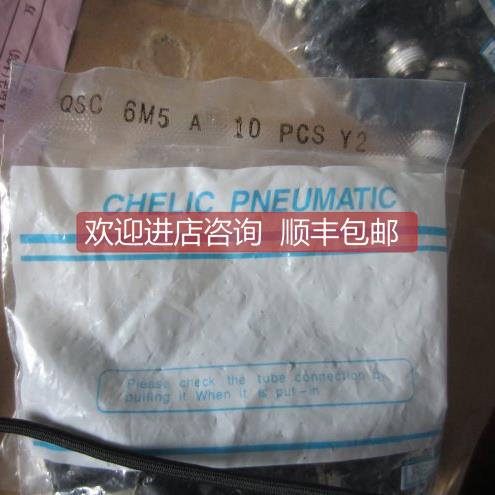 QSC 6M5 A 10 PCS Y2
CHELIC PNEUMATIC
欢迎进店咨询 顺丰包邮
Please check the tube connection by
pulling it When it is put-in